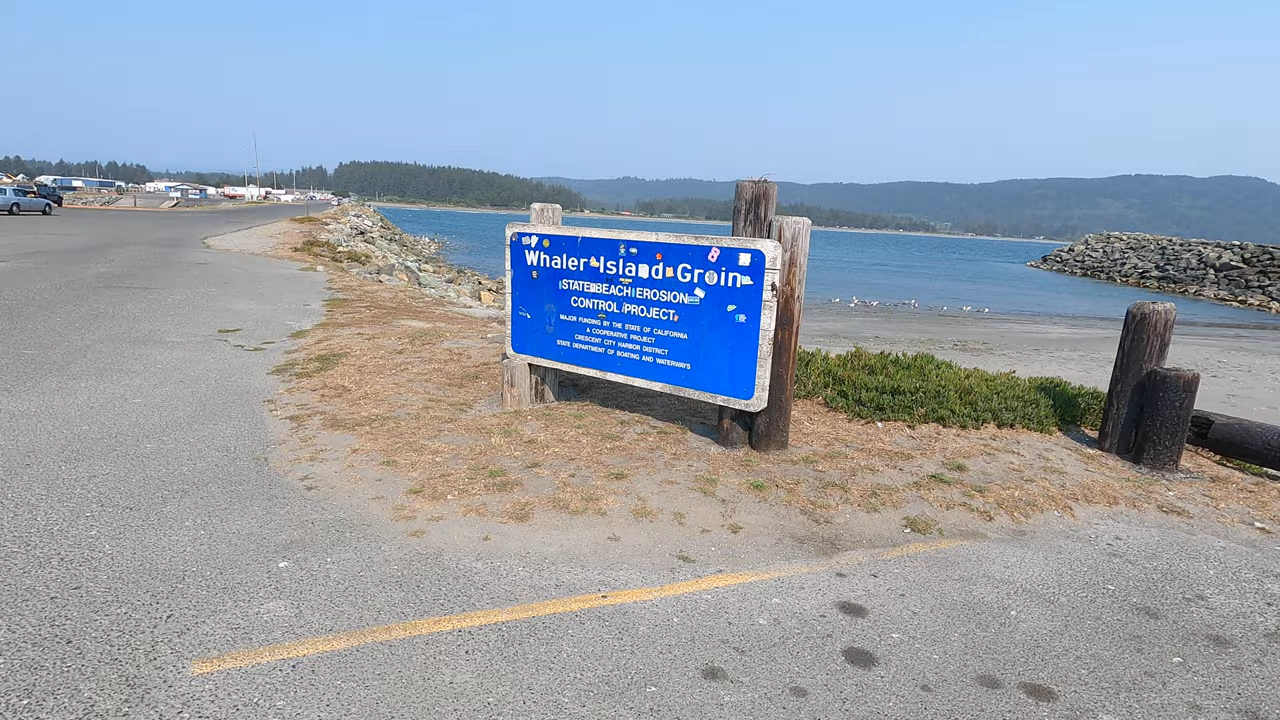 Whaler Island Groin
STATE BEACH EROSION
CONTROL PROJECT
MAJOR FUNDING BY THE STATE OF CALIFORNIA
A COOPERATIVE PROJECT
CRESCENT CITY HARBOR DISTRICT
STATE DEPARTMENT OF BOATING AND WATERWAYS